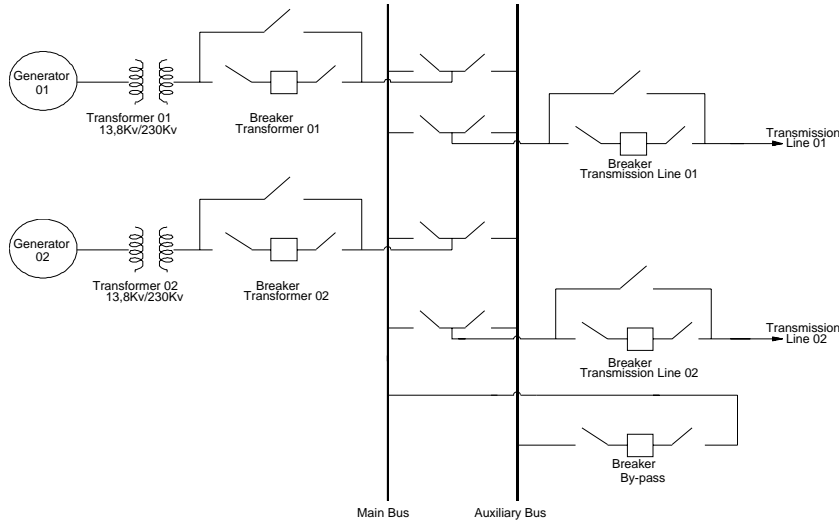 Generator
01
Transformer 01
13,8Kv/230Kv
Breaker
Transformer 01
Breaker
Transmission Line 01
Transmission
Line 01
Generator
02
Transformer 02
13,8Kv/230Kv
Breaker
Transformer 02
Breaker
Transmission Line 02
Transmission
Line 02
Breaker
By-pass
Main Bus
Auxiliary Bus